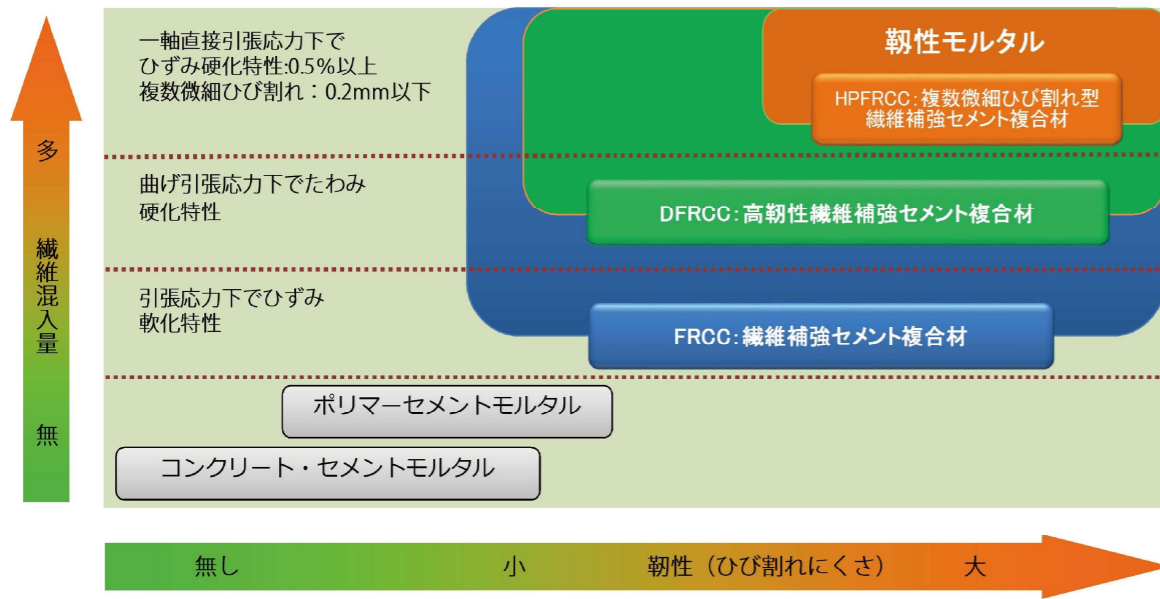 一軸直接引張応力下で
ひずみ硬化特性:0.5%以上
複数微細ひび割れ：0.2mm以下
靱性モルタル
HPFRCC：複数微細ひび割れ型
繊維補強セメント複合材
曲げ引張応力下でたわみ
硬化特性
DFRCC：高靱性繊維補強セメント複合材
引張応力下でひずみ
軟化特性
FRCC：繊維補強セメント複合材
ポリマーセメントモルタル
コンクリート・セメントモルタル
多
繊維混入量
無
無し 小 靱性（ひび割れにくさ） 大